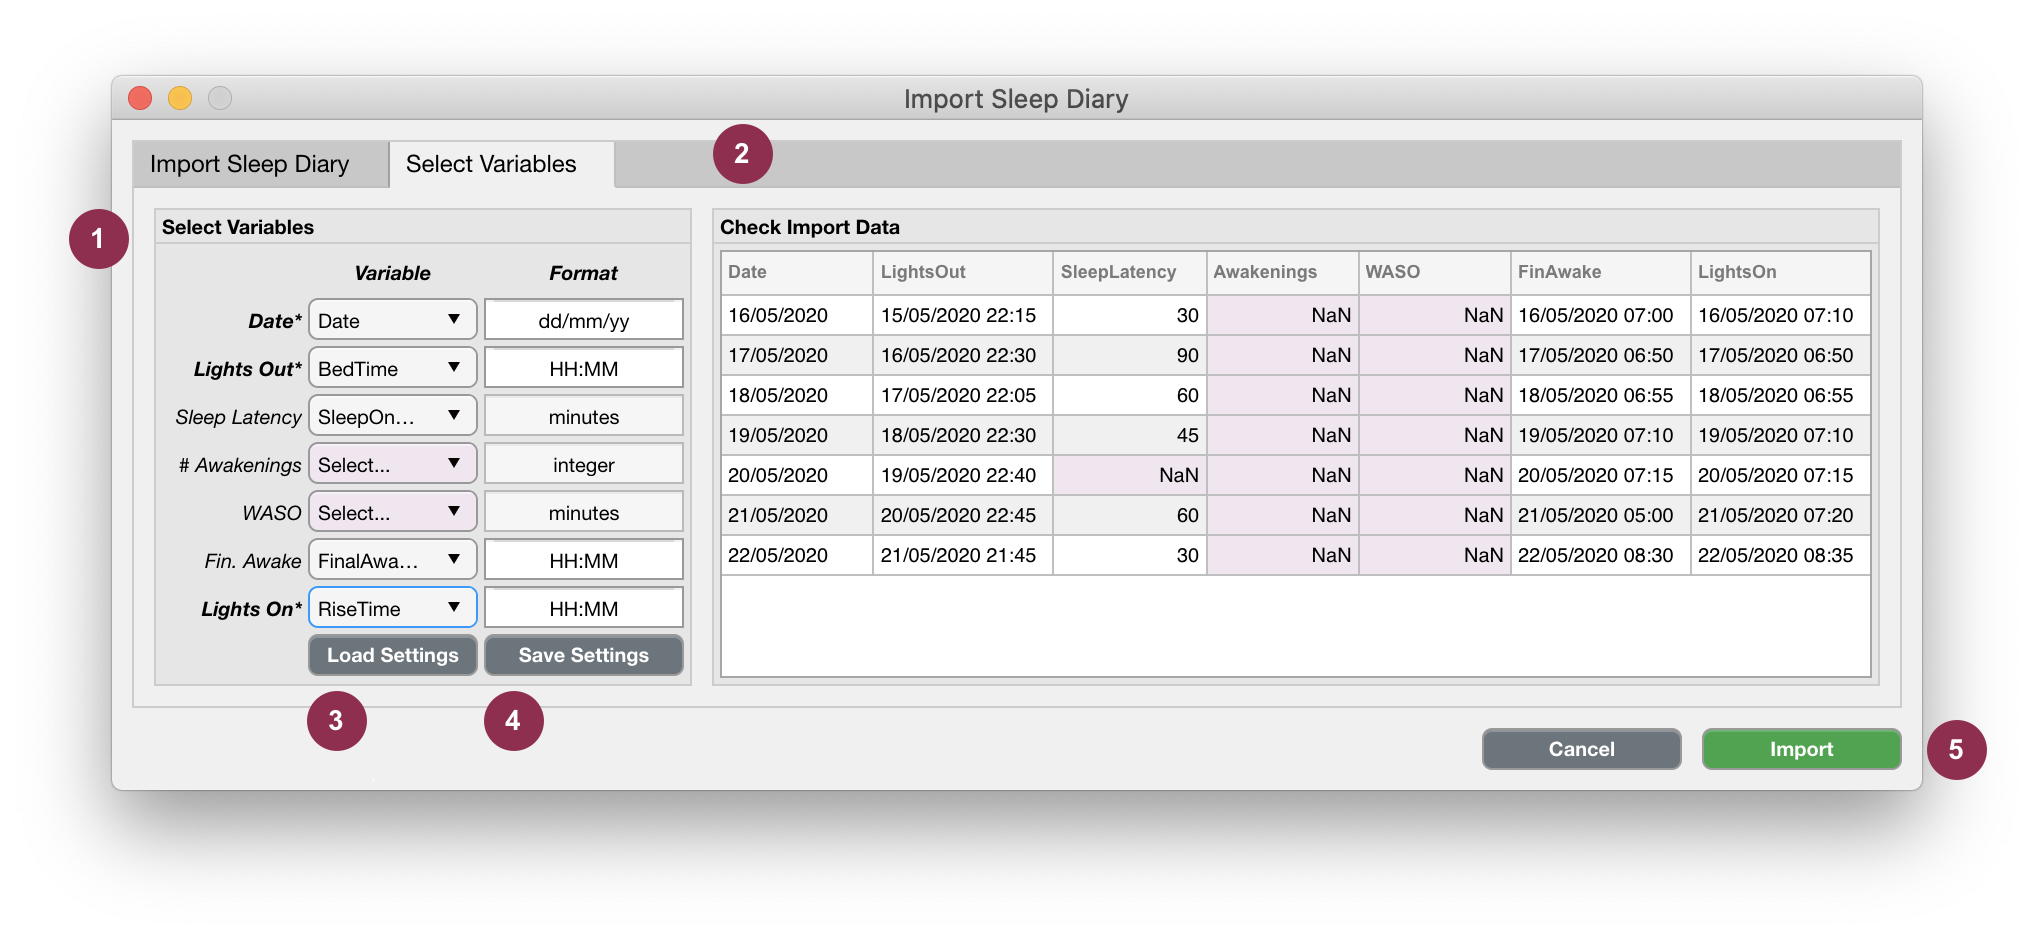 Import Sleep Diary
Import Sleep Diary Select Variables 2
1 Select Variables
Variable Format
Date* Date dd/mm/yy
Lights Out* BedTime HH:MM
Sleep Latency SleepOn... minutes
# Awakenings Select... integer
WASO Select... minutes
Fin. Awake FinalAwa... HH:MM
Lights On* RiseTime HH:MM
Load Settings Save Settings
3 4
Check Import Data
Date LightsOut SleepLatency Awakenings WASO FinAwake LightsOn
16/05/2020 15/05/2020 22:15 30 NaN NaN 16/05/2020 07:00 16/05/2020 07:10
17/05/2020 16/05/2020 22:30 90 NaN NaN 17/05/2020 06:50 17/05/2020 06:50
18/05/2020 17/05/2020 22:05 60 NaN NaN 18/05/2020 06:55 18/05/2020 06:55
19/05/2020 18/05/2020 22:30 45 NaN NaN 19/05/2020 07:10 19/05/2020 07:10
20/05/2020 19/05/2020 22:40 NaN NaN NaN 20/05/2020 07:15 20/05/2020 07:15
21/05/2020 20/05/2020 22:45 60 NaN NaN 21/05/2020 05:00 21/05/2020 07:20
22/05/2020 21/05/2020 21:45 30 NaN NaN 22/05/2020 08:30 22/05/2020 08:35
Cancel Import 5